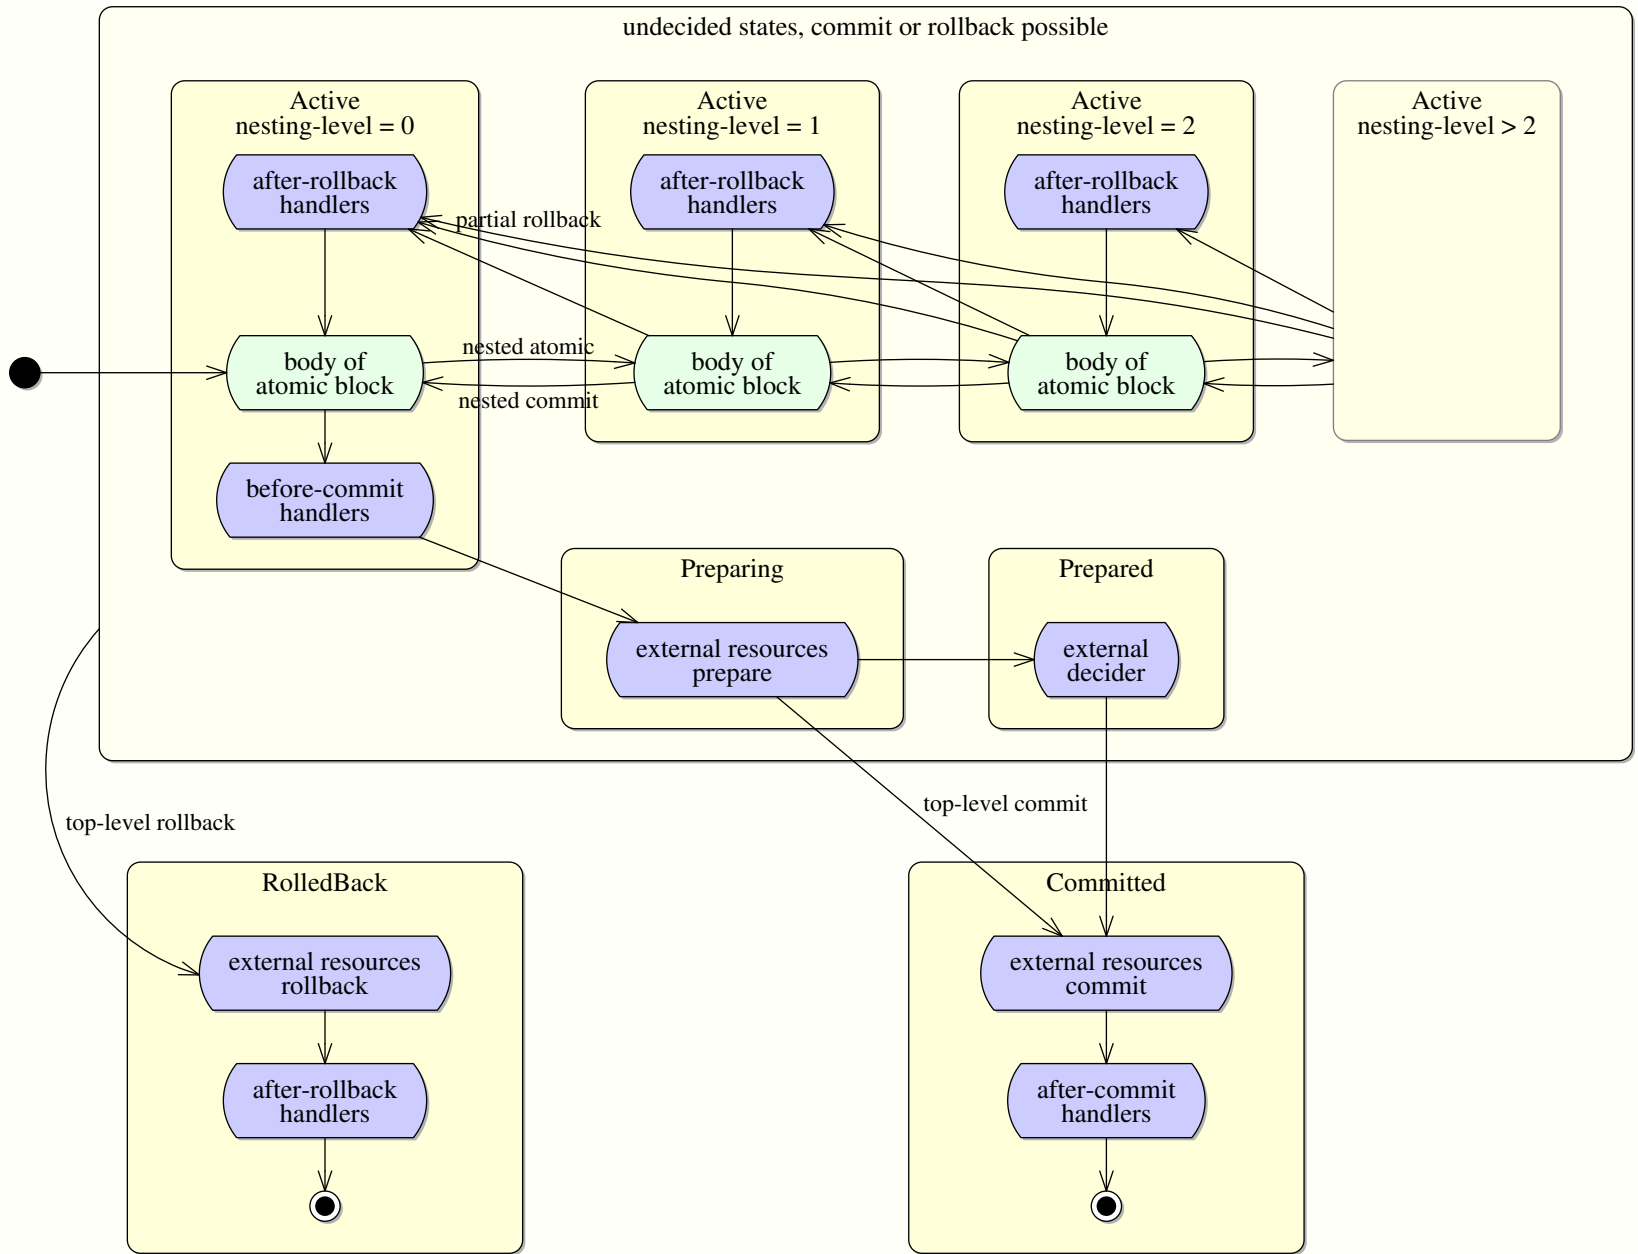 undecided states, commit or rollback possible
Active
nesting-level = 0
Active
nesting-level = 1
Active
nesting-level = 2
Active
nesting-level > 2
after-rollback
handlers
after-rollback
handlers
after-rollback
handlers
partial rollback
nested atomic
body of
atomic block
body of
atomic block
body of
atomic block
nested commit
before-commit
handlers
Preparing
Prepared
external resources
prepare
external
decider
top-level commit
top-level rollback
RolledBack
Committed
external resources
rollback
external resources
commit
after-rollback
handlers
after-commit
handlers